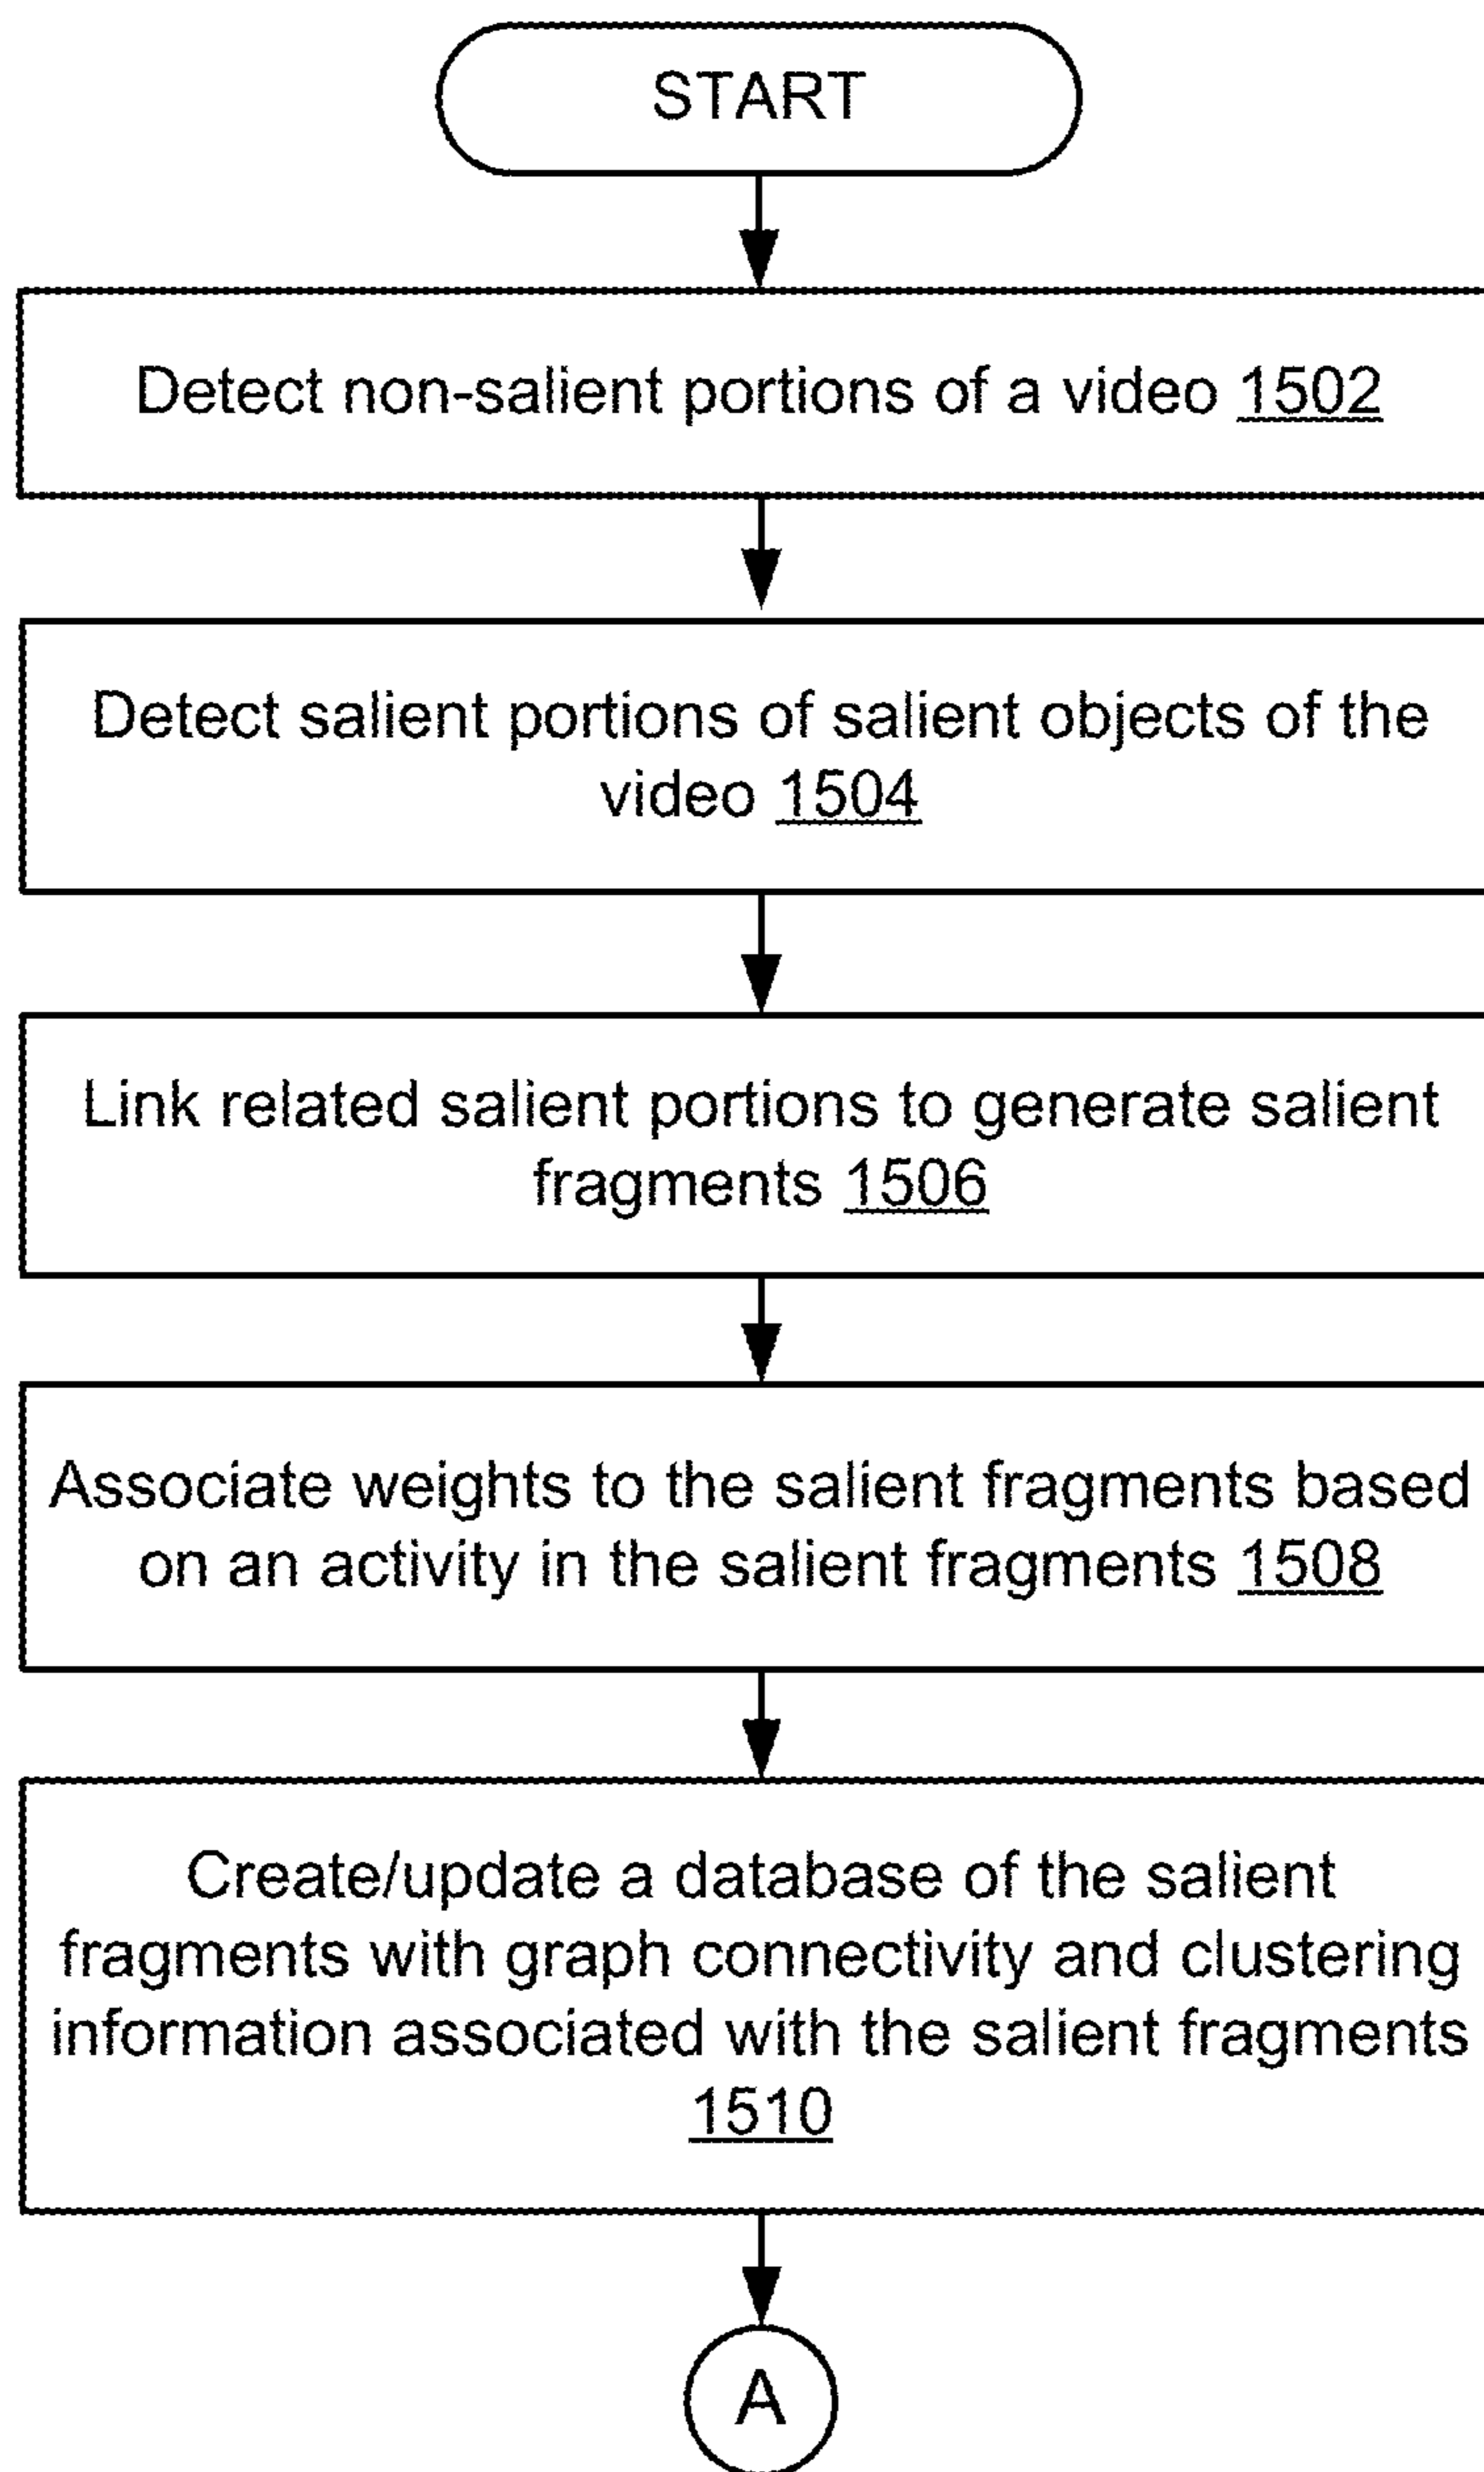 START
Detect non-salient portions of a video 1502
Detect salient portions of salient objects of the
video 1504
Link related salient portions to generate salient
fragments 1506
Associate weights to the salient fragments based
on an activity in the salient fragments 1508
Create/update a database of the salient
fragments with graph connectivity and clustering
information associated with the salient fragments
1510
A